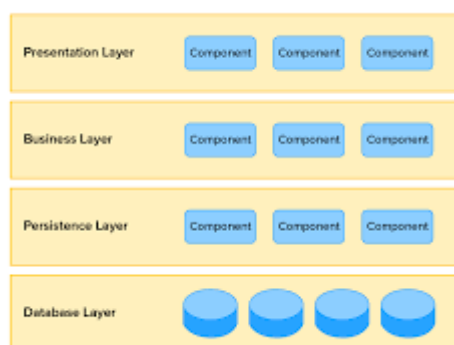 Presentation Layer
Component Component Component
Business Layer
Component Component Component
Persistence Layer
Component Component Component
Database Layer